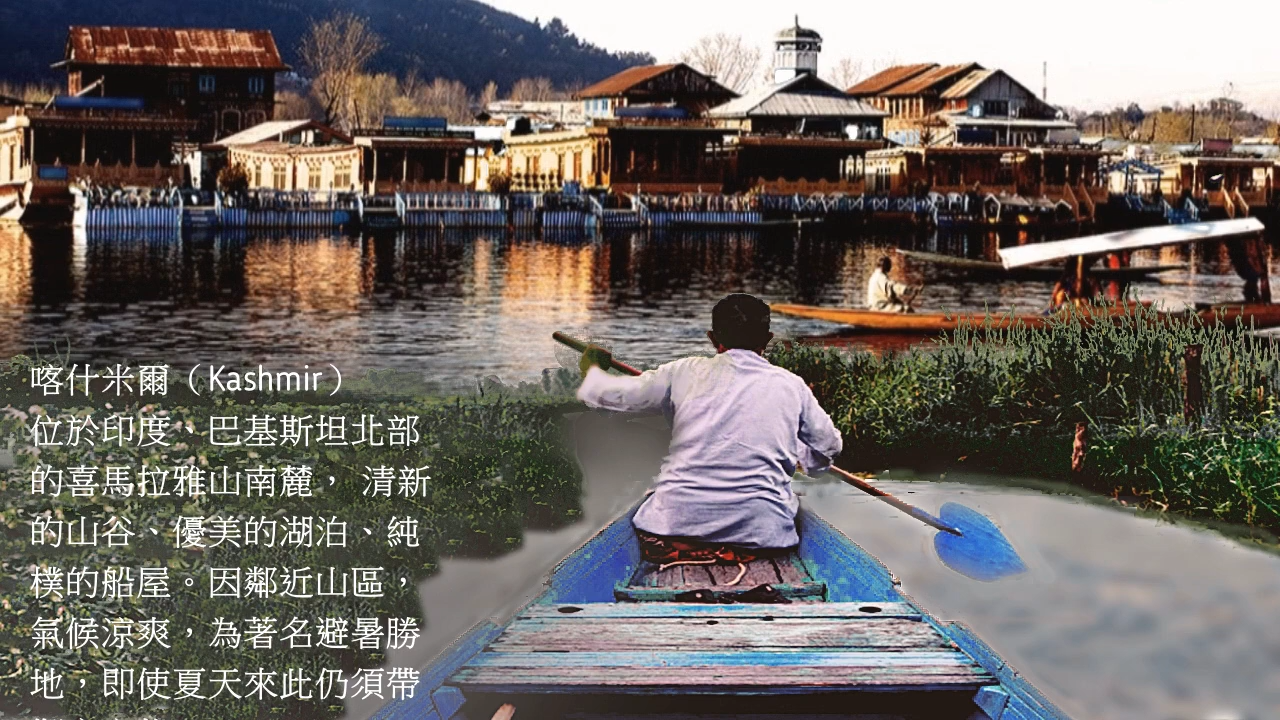 喀什米爾（Kashmir）
位於印度、巴基斯坦北部
的喜馬拉雅山南麓， 清新
的山谷、優美的湖泊、純
樸的船屋。因鄰近山區，
氣候涼爽，為著名避暑勝
地，即使夏天來此仍須帶